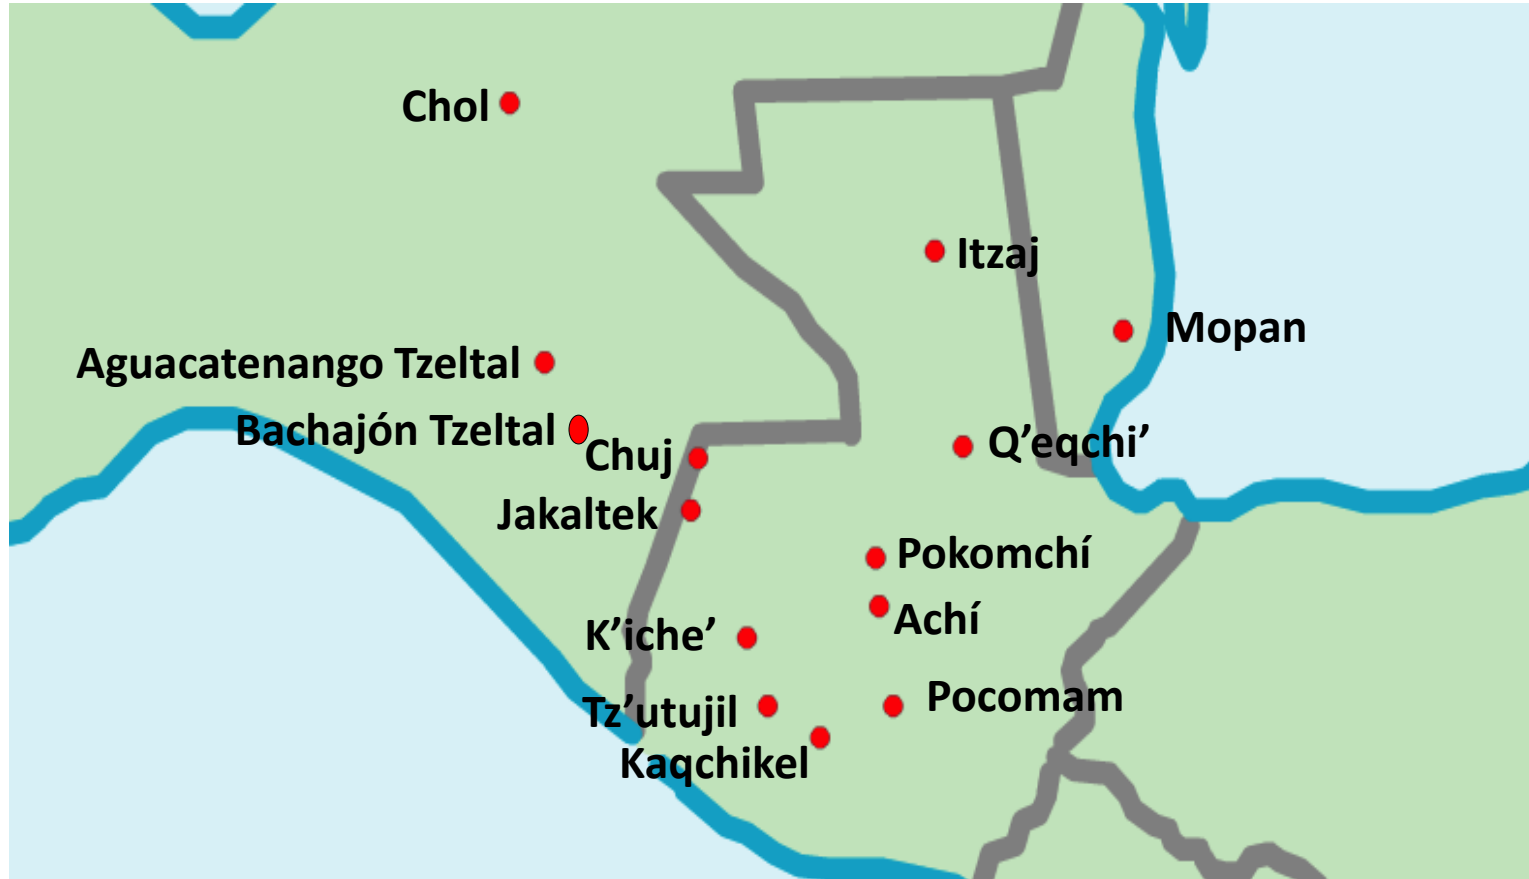 Chol
Itzaj
Mopan
Aguacatenango Tzeltal
Bachajón Tzeltal
Q’eqchi’
Chuj
Jakaltek
Pokomchí
Achí
K’iche’
Pocomam
Tz’utujil
Kaqchikel